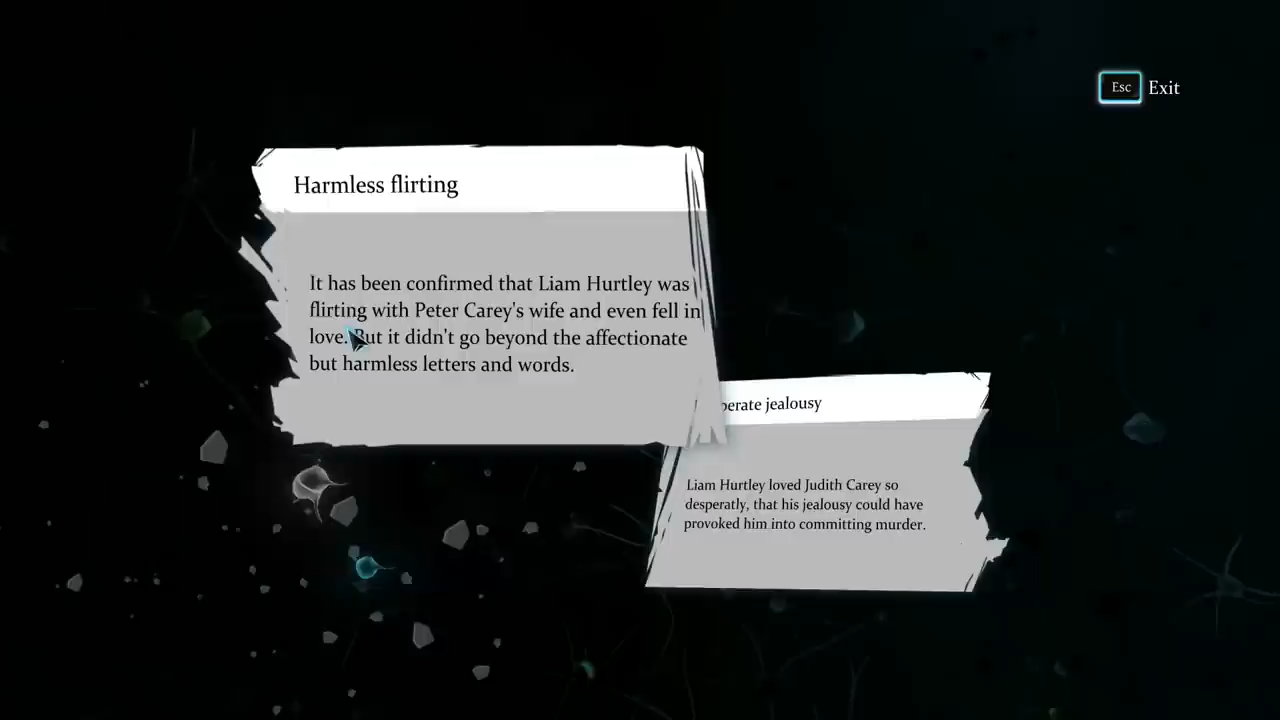 Esc Exit
Harmless flirting
It has been confirmed that Liam Hurtley was
flirting with Peter Carey's wife and even fell in
love. But it didn't go beyond the affectionate
but harmless letters and words.
jealousy
Liam Hurtley loved Judith Carey so
desperatly, that his jealousy could have
provoked him into committing murder.